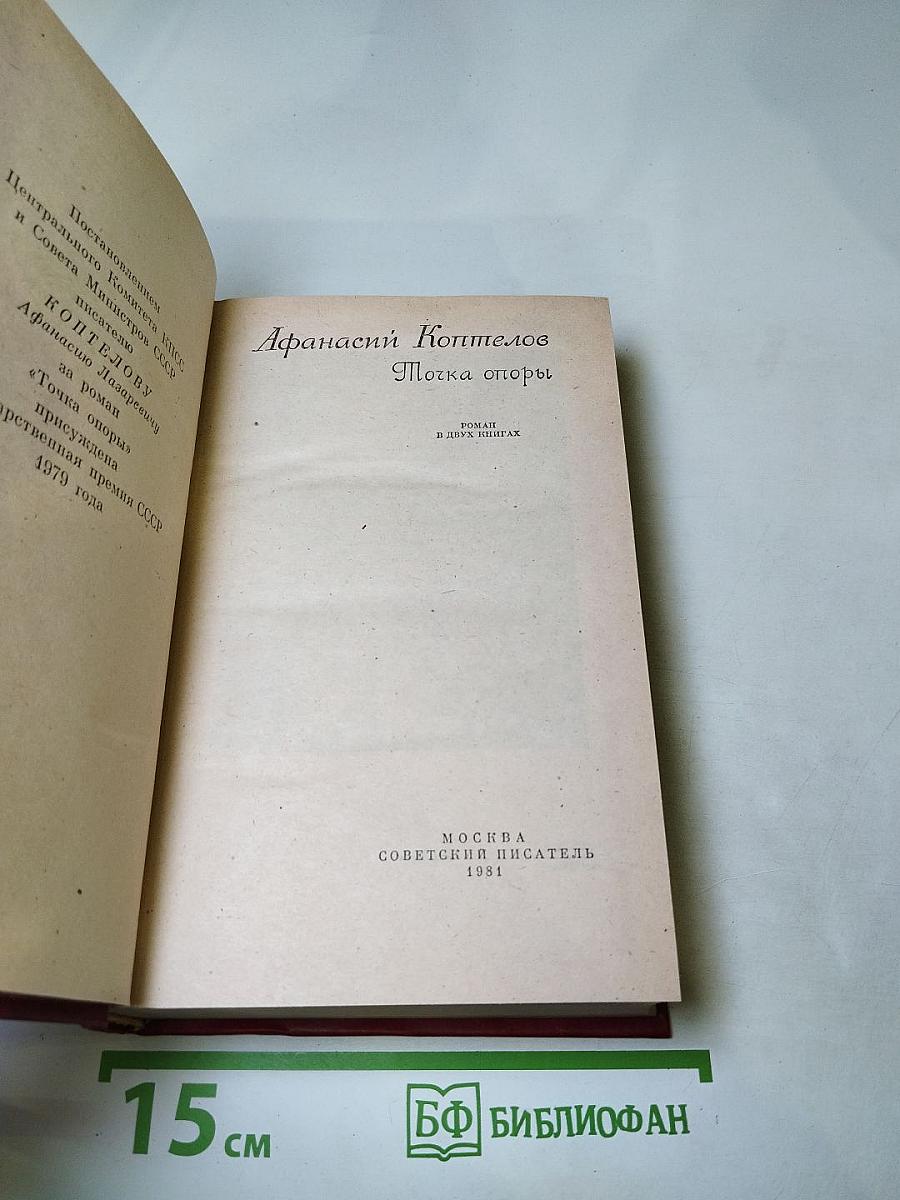 Постановлением
Центрального Комитета КПСС
и Совета Министров СССР
писателю
КОПТЕЛОВУ
Афанасию Лазаревичу
за роман
«Точка опоры»
присуждена
премия СССР
1979 года
Афанасий Коптелов
Точка опоры
РОМАН
В ДВУХ КНИГАХ
МОСКВА
СОВЕТСКИЙ ПИСАТЕЛЬ
1981
15 см
БФ БИБЛИОФАН